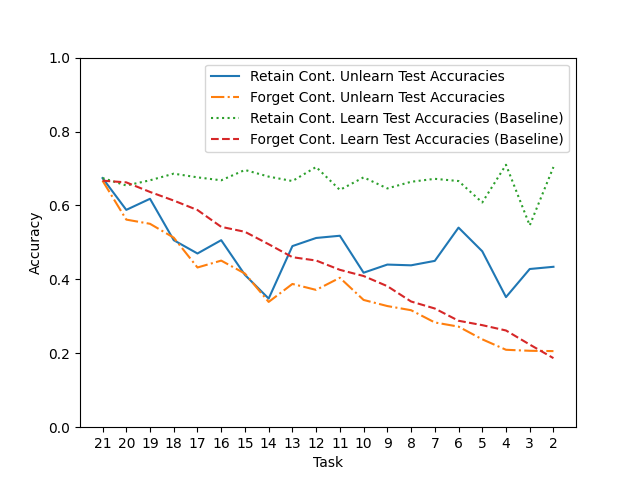 Retain Cont. Unlearn Test Accuracies
Forget Cont. Unlearn Test Accuracies
Retain Cont. Learn Test Accuracies (Baseline)
Forget Cont. Learn Test Accuracies (Baseline)
1.0
0.8
0.6
0.4
0.2
0.0
Accuracy
21 20 19 18 17 16 15 14 13 12 11 10 9 8 7 6 5 4 3 2
Task